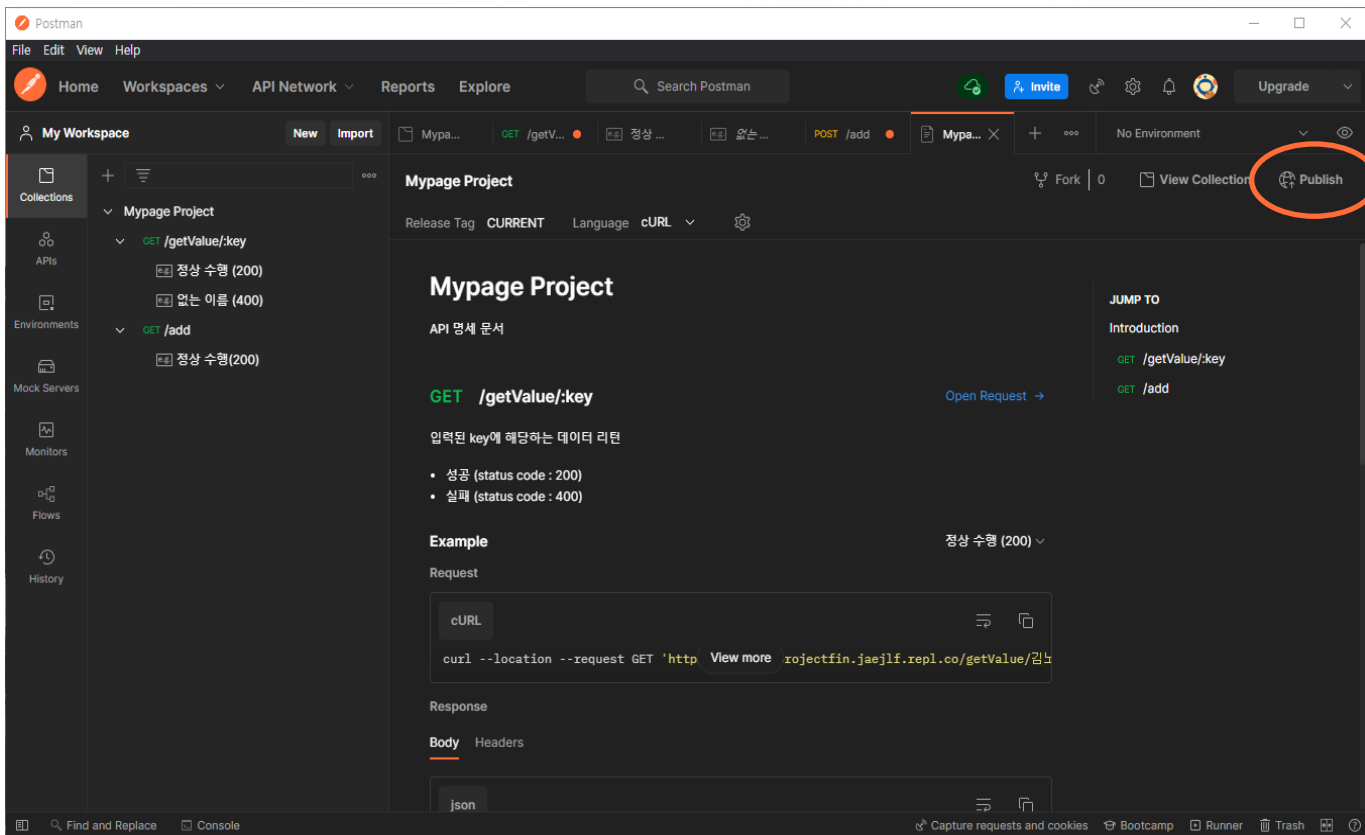 Postman
File Edit View Help
Home Workspaces API Network Reports Explore Search Postman Invite Upgrade
My Workspace New Import Mypa... GET /getV... 정상 ... 없는 ... POST /add Mypa... No Environment
Collections
APIs
Environments
Mock Servers
Monitors
Flows
History
Mypage Project
GET /getValue/:key
e.g. 정상 수행 (200)
e.g. 없는 이름 (400)
GET /add
e.g. 정상 수행(200)
Mypage Project Fork 0 View Collection Publish
Release Tag CURRENT Language cURL
Mypage Project
API 명세 문서
GET /getValue/:key Open Request →
입력된 key에 해당하는 데이터 리턴
• 성공 (status code : 200)
• 실패 (status code : 400)
Example 정상 수행 (200)
Request
cURL
curl --location --request GET 'http View more rojectfin.jaejlf.repl.co/getValue/김
Response
Body Headers
json
JUMP TO
Introduction
GET /getValue/:key
GET /add
Find and Replace Console Capture requests and cookies Bootcamp Runner Trash